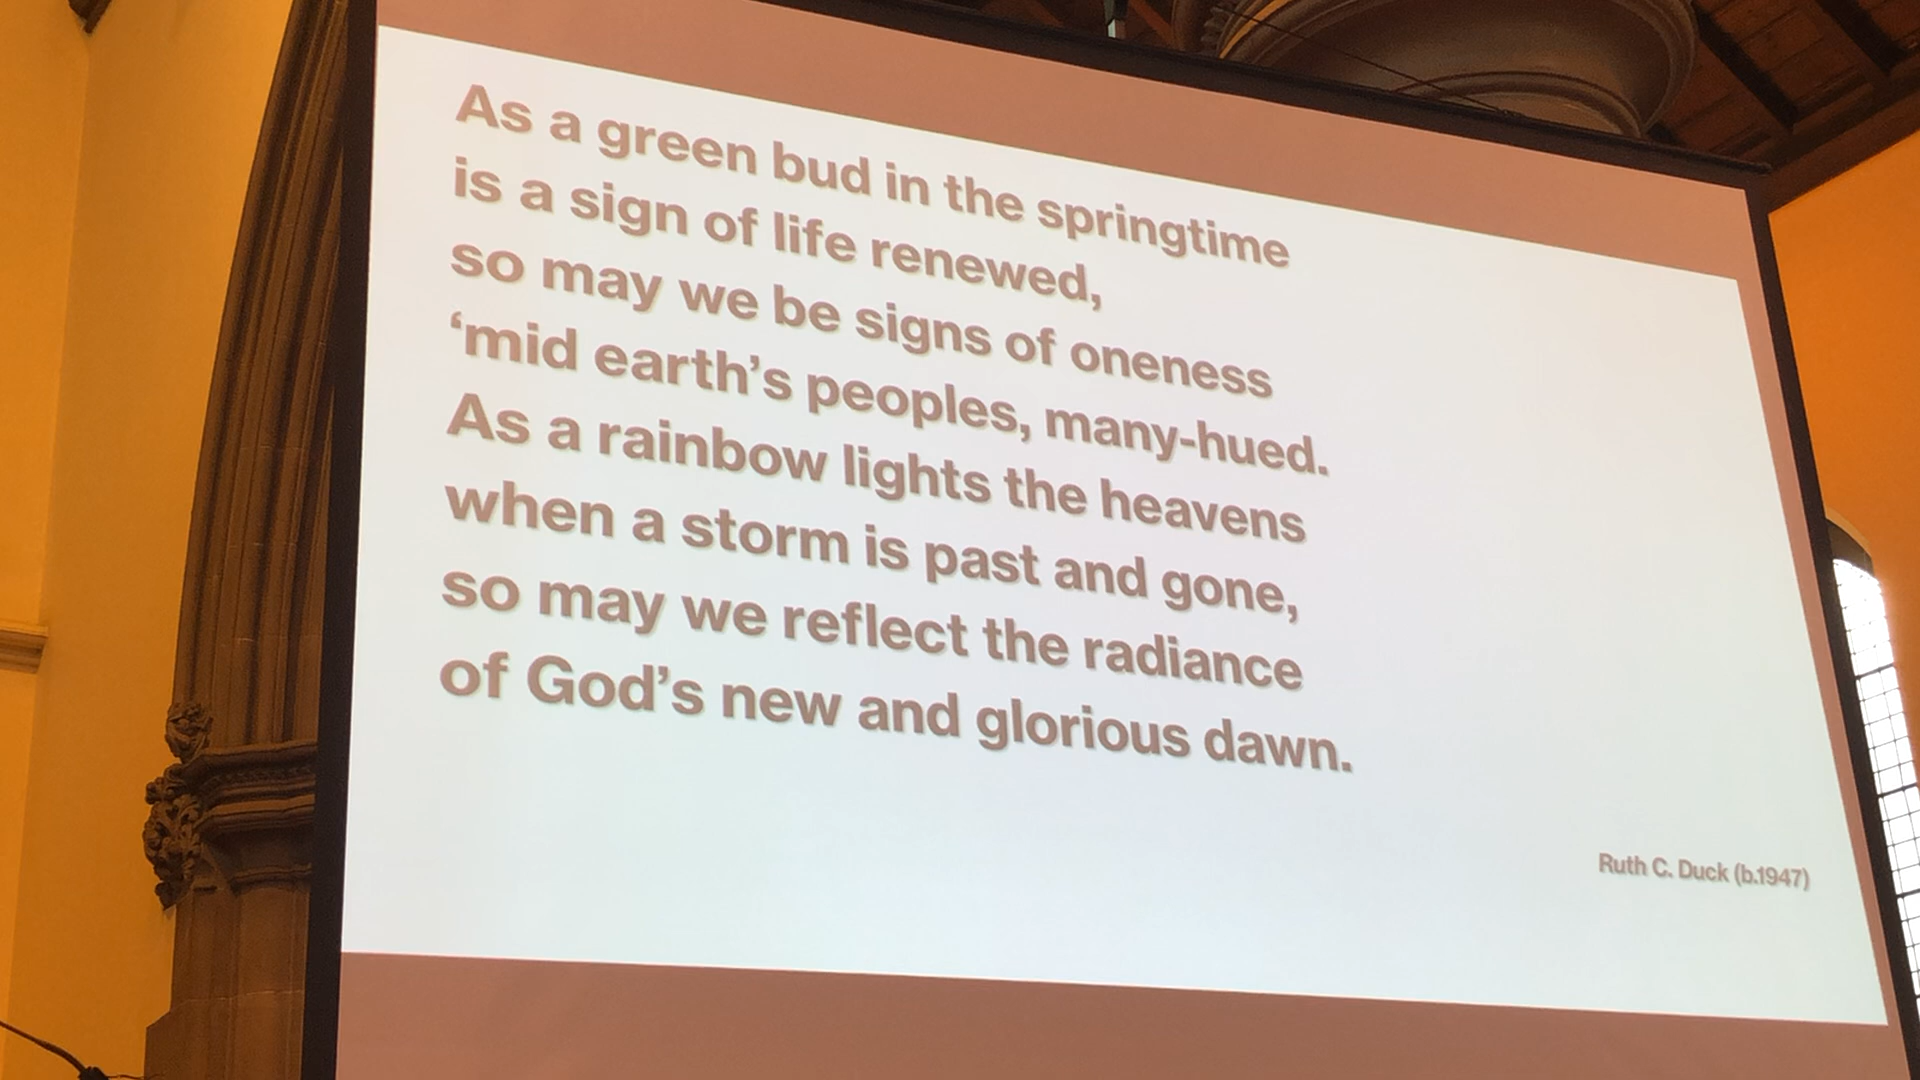 As a green bud in the springtime
is a sign of life renewed,
so may we be signs of oneness
‘mid earth’s peoples, many-hued.
As a rainbow lights the heavens
when a storm is past and gone,
so may we reflect the radiance
of God’s new and glorious dawn.
Ruth C. Duck (b.1947)